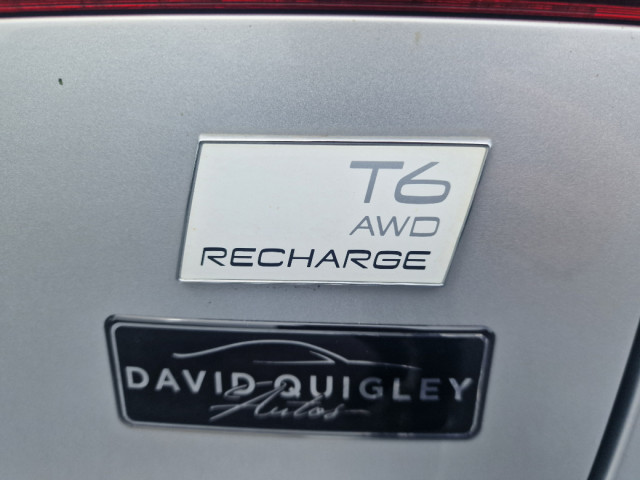 T6
AWD
RECHARGE
DAVID QUIGLEY
Autos